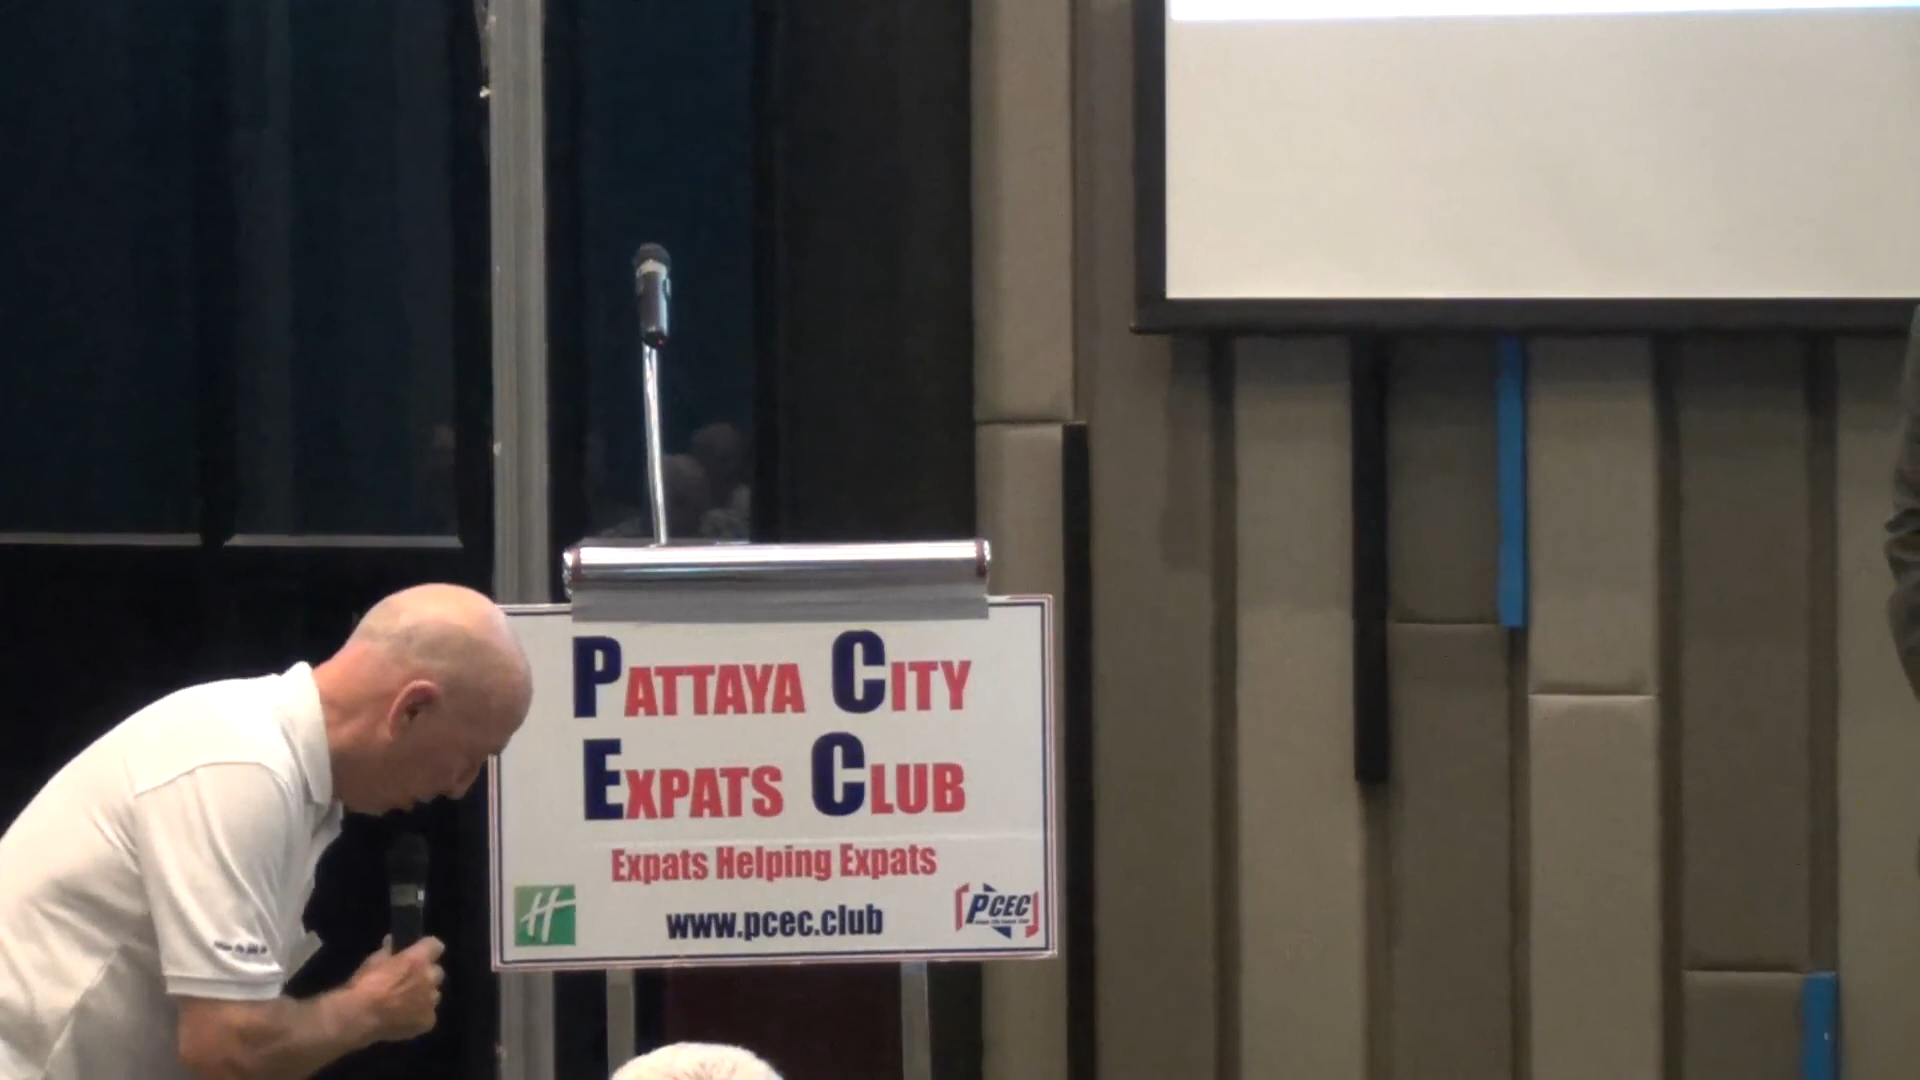 PATTAYA CITY
EXPATS CLUB
Expats Helping Expats
H
www.pcec.club
PCEC